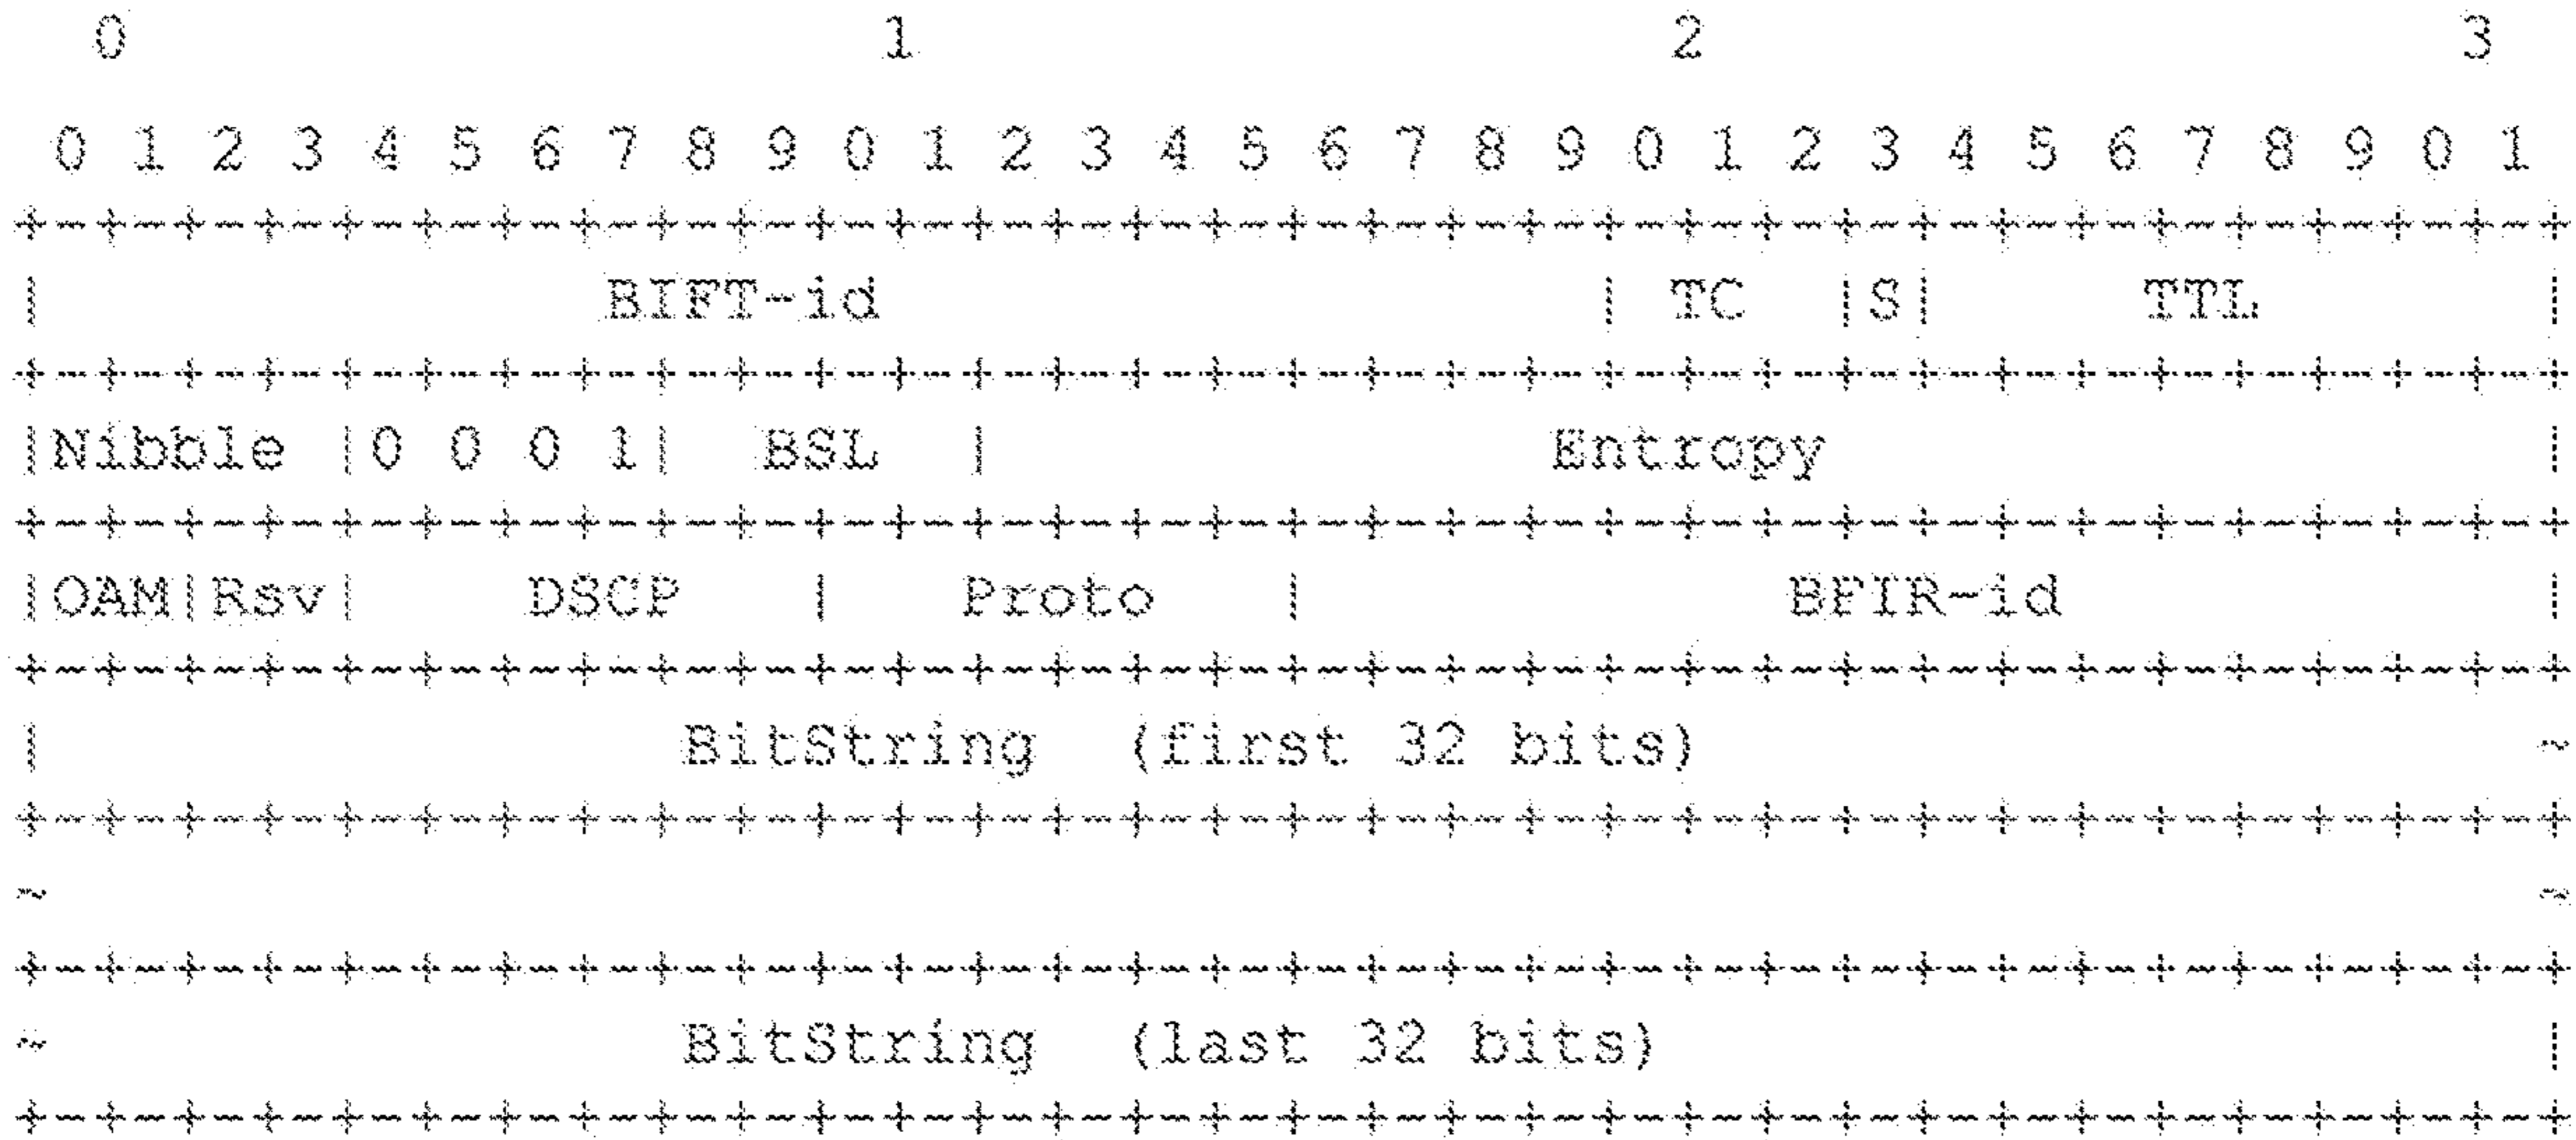 0                   1                   2                   3
 0 1 2 3 4 5 6 7 8 9 0 1 2 3 4 5 6 7 8 9 0 1 2 3 4 5 6 7 8 9 0 1
+-+-+-+-+-+-+-+-+-+-+-+-+-+-+-+-+-+-+-+-+-+-+-+-+-+-+-+-+-+-+-+-+
|              BIFT-id                  | TC  |S|     TTL       |
+-+-+-+-+-+-+-+-+-+-+-+-+-+-+-+-+-+-+-+-+-+-+-+-+-+-+-+-+-+-+-+-+
|Nibble |0 0 0 1|  BSL  |              Entropy                  |
+-+-+-+-+-+-+-+-+-+-+-+-+-+-+-+-+-+-+-+-+-+-+-+-+-+-+-+-+-+-+-+-+
|OAM|Rsv|    DSCP   |   Proto   |            BFIR-id            |
+-+-+-+-+-+-+-+-+-+-+-+-+-+-+-+-+-+-+-+-+-+-+-+-+-+-+-+-+-+-+-+-+
|                BitString  (first 32 bits)                     ~
+-+-+-+-+-+-+-+-+-+-+-+-+-+-+-+-+-+-+-+-+-+-+-+-+-+-+-+-+-+-+-+-+
~                                                               ~
+-+-+-+-+-+-+-+-+-+-+-+-+-+-+-+-+-+-+-+-+-+-+-+-+-+-+-+-+-+-+-+-+
~                BitString  (last 32 bits)                      |
+-+-+-+-+-+-+-+-+-+-+-+-+-+-+-+-+-+-+-+-+-+-+-+-+-+-+-+-+-+-+-+-+